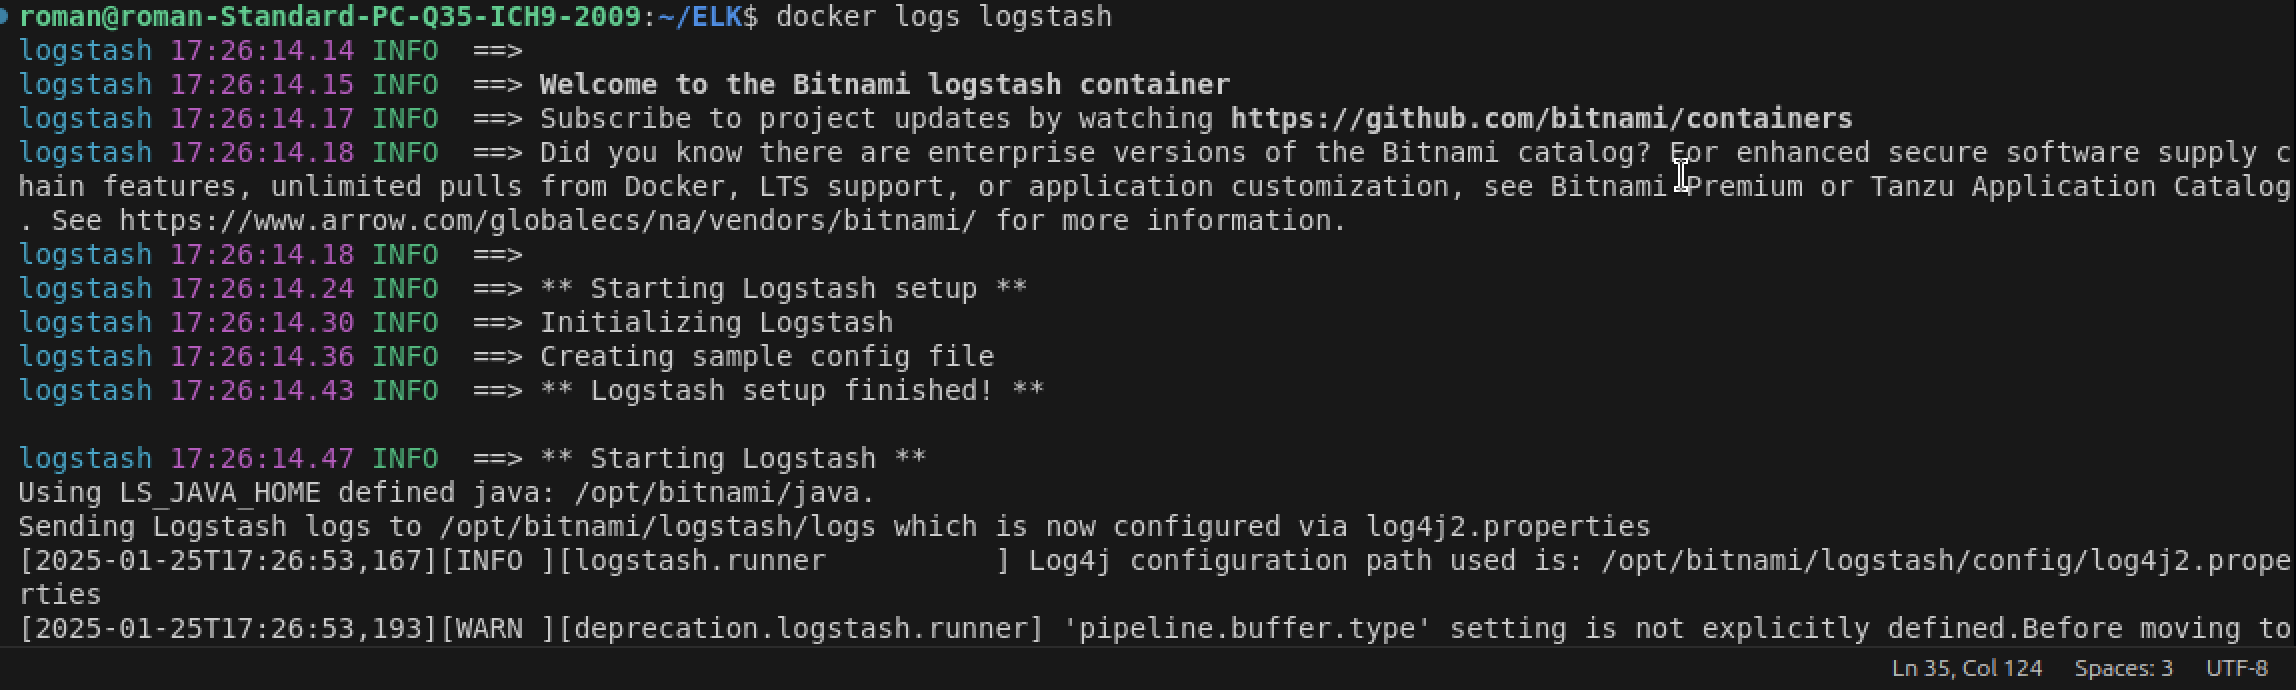 roman@roman-Standard-PC-Q35-ICH9-2009:~/ELK$ docker logs logstash
logstash 17:26:14.14 INFO  ==>
logstash 17:26:14.15 INFO  ==> Welcome to the Bitnami logstash container
logstash 17:26:14.17 INFO  ==> Subscribe to project updates by watching https://github.com/bitnami/containers
logstash 17:26:14.18 INFO  ==> Did you know there are enterprise versions of the Bitnami catalog? For enhanced secure software supply c
hain features, unlimited pulls from Docker, LTS support, or application customization, see Bitnami Premium or Tanzu Application Catalog
. See https://www.arrow.com/globalecs/na/vendors/bitnami/ for more information.
logstash 17:26:14.18 INFO  ==>
logstash 17:26:14.24 INFO  ==> ** Starting Logstash setup **
logstash 17:26:14.30 INFO  ==> Initializing Logstash
logstash 17:26:14.36 INFO  ==> Creating sample config file
logstash 17:26:14.43 INFO  ==> ** Logstash setup finished! **
logstash 17:26:14.47 INFO  ==> ** Starting Logstash **
Using LS_JAVA_HOME defined java: /opt/bitnami/java.
Sending Logstash logs to /opt/bitnami/logstash/logs which is now configured via log4j2.properties
[2025-01-25T17:26:53,167][INFO ][logstash.runner          ] Log4j configuration path used is: /opt/bitnami/logstash/config/log4j2.prope
rties
[2025-01-25T17:26:53,193][WARN ][deprecation.logstash.runner] 'pipeline.buffer.type' setting is not explicitly defined.Before moving to
Ln 35, Col 124 Spaces: 3 UTF-8